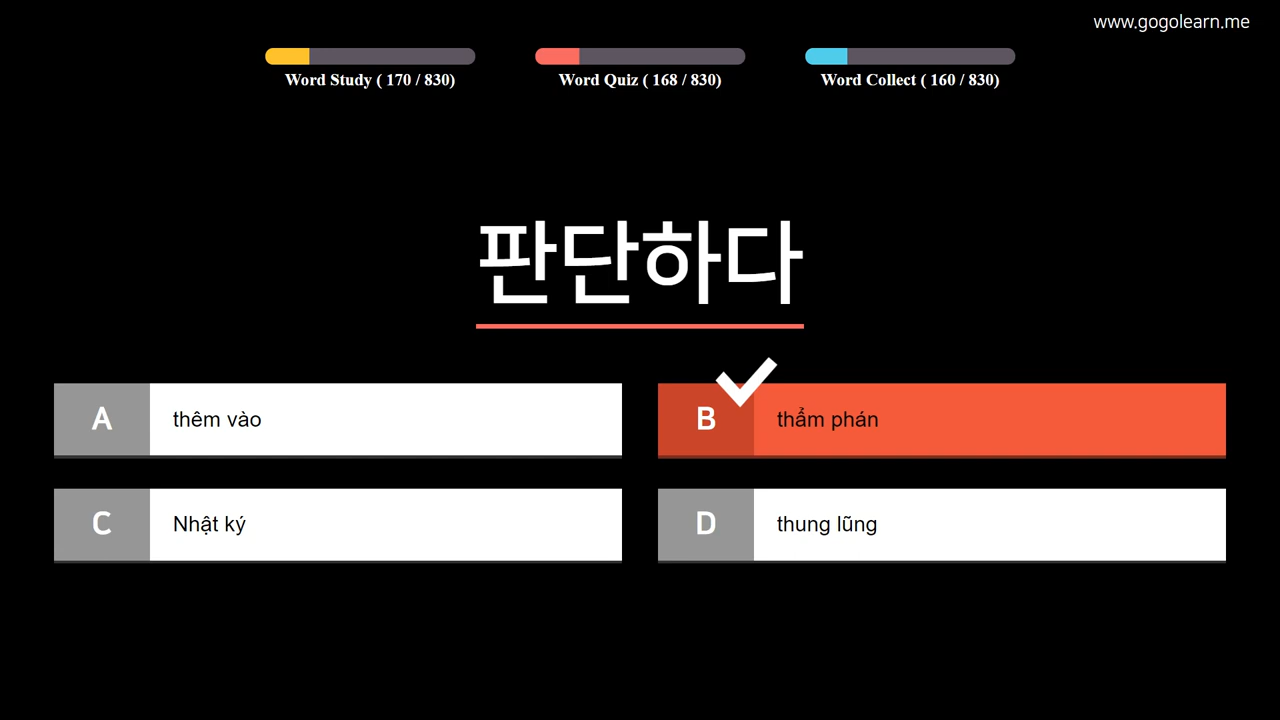 www.gogolearn.me
Word Study ( 170 / 830)
Word Quiz ( 168 / 830)
Word Collect ( 160 / 830)
판단하다
A thêm vào
B thẩm phán
C Nhật ký
D thung lũng